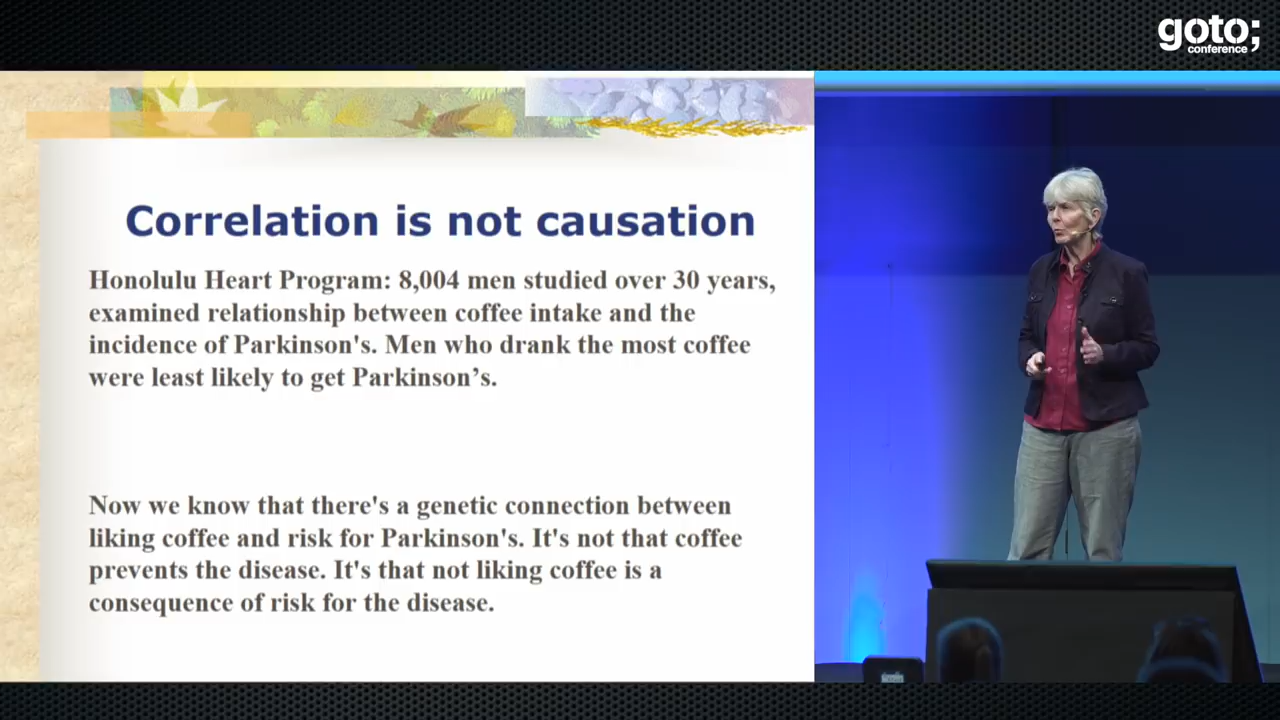 goto;
conference
Correlation is not causation
Honolulu Heart Program: 8,004 men studied over 30 years,
examined relationship between coffee intake and the
incidence of Parkinson's. Men who drank the most coffee
were least likely to get Parkinson’s.
Now we know that there's a genetic connection between
liking coffee and risk for Parkinson's. It's not that coffee
prevents the disease. It's that not liking coffee is a
consequence of risk for the disease.